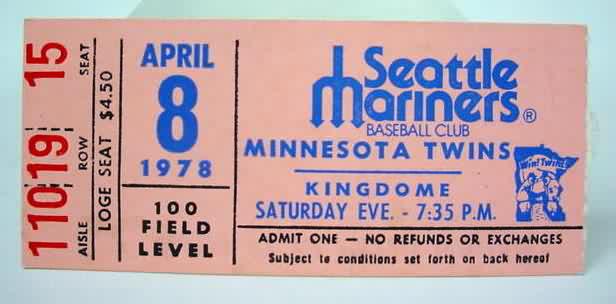 15
SEAT
19
ROW
110
AISLE
LOGE SEAT $4.50
APRIL
8
1978
100
FIELD
LEVEL
Seattle
Mariners®
BASEBALL CLUB
MINNESOTA TWINS
Win! Twins!
KINGDOME
SATURDAY EVE. - 7:35 P.M.
ADMIT ONE — NO REFUNDS OR EXCHANGES
Subject to conditions set forth on back hereof